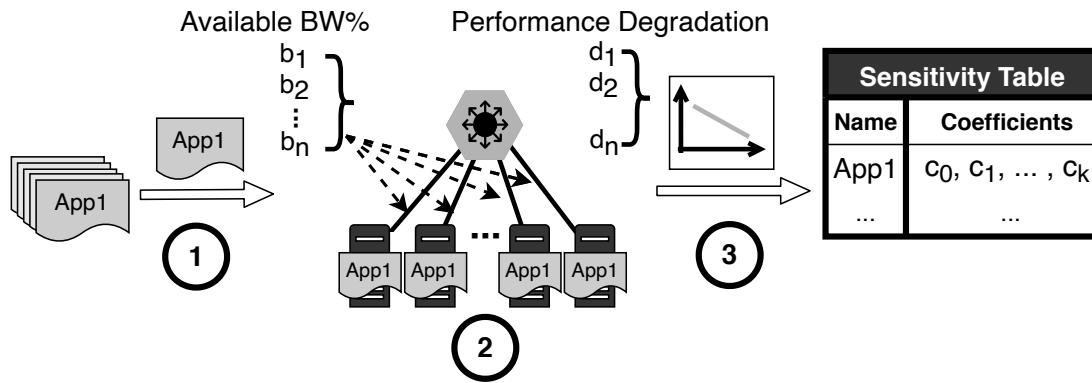 Available BW%
Performance Degradation
b1
b2
⋮
bn
d1
d2
dn
App1
App1
1
App1
App1
...
App1
App1
2
3
Sensitivity Table
Name Coefficients
App1 c0, c1, ... , ck
... ...